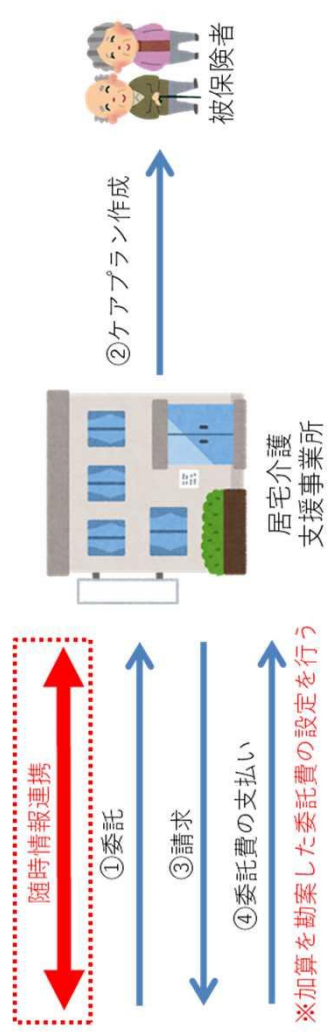 随時情報連携
①委託
③請求
④委託費の支払い
※加算を勘案した委託費の設定を行う
居宅介護
支援事業所
②ケアプラン作成
被保険者